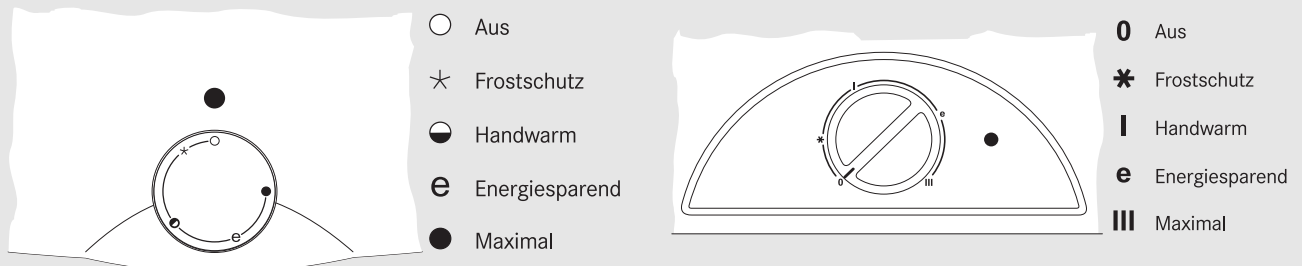 Aus
Frostschutz
Handwarm
e Energiesparend
Maximal
e
0 Aus
Frostschutz
I Handwarm
e Energiesparend
III Maximal
I
e
0
III